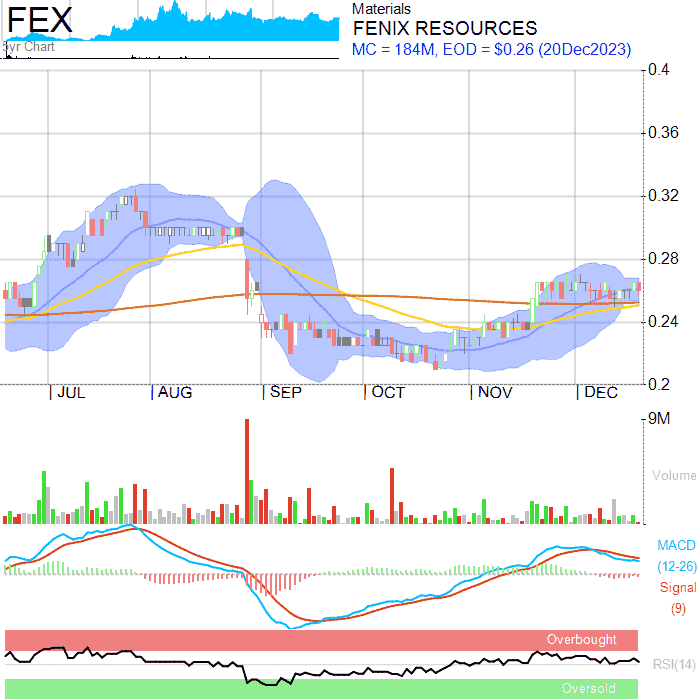 FEX
5yr Chart
Materials
FENIX RESOURCES
MC = 184M, EOD = $0.26 (20Dec2023)
0.4
0.36
0.32
0.28
0.24
0.2
JUL
AUG
SEP
OCT
NOV
DEC
9M
Volume
MACD
(12-26)
Signal
(9)
Overbought
RSI(14)
Oversold